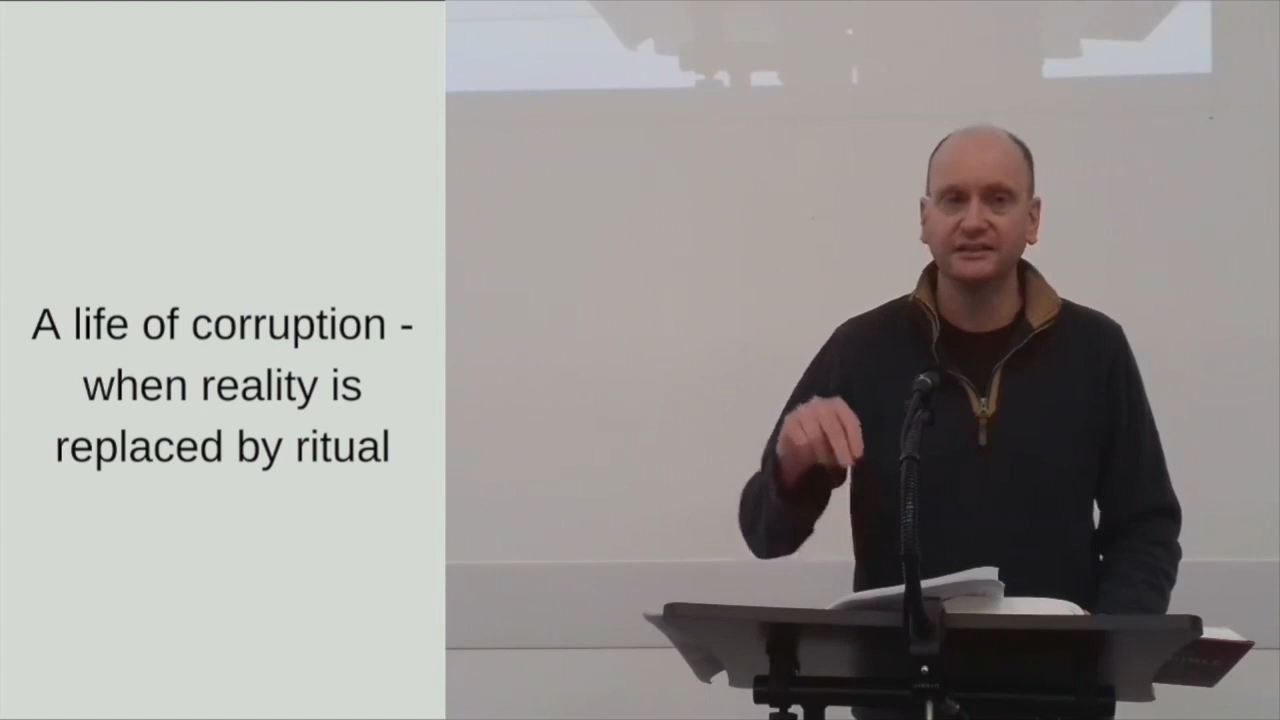 A life of corruption -
when reality is
replaced by ritual